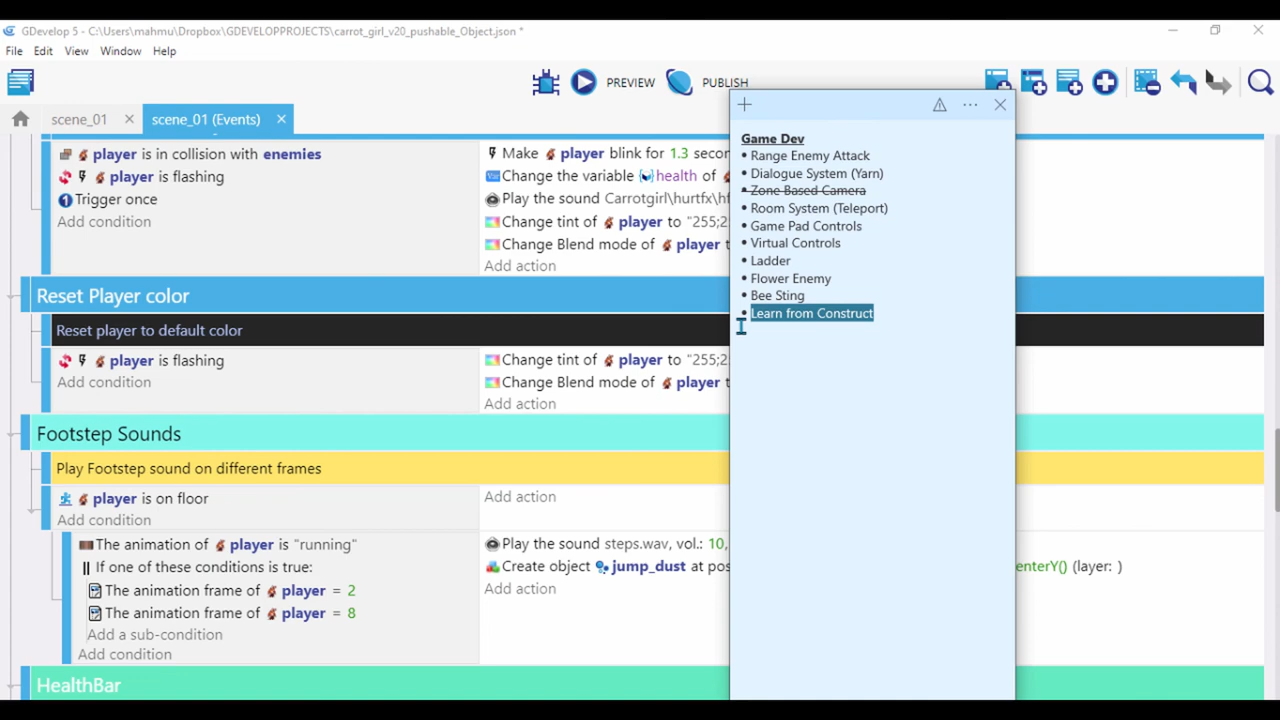 GDevelop 5 - C:\Users\mahmu\Dropbox\GDEVELOPPROJECTS\carrot_girl_v20_pushable_Object.json *
File Edit View Window Help
PREVIEW PUBLISH
scene_01 scene_01 (Events)
player is in collision with enemies
player is flashing
Trigger once
Add condition
Make player blink for 1.3 secon
Change the variable health of
Play the sound Carrotgirl\hurtfx\hf
Change tint of player to "255;2
Change Blend mode of player t
Add action
Reset Player color
Reset player to default color
player is flashing
Add condition
Change tint of player to "255;2
Change Blend mode of player t
Add action
Footstep Sounds
Play Footstep sound on different frames
player is on floor
Add condition
Add action
The animation of player is "running"
If one of these conditions is true:
The animation frame of player = 2
The animation frame of player = 8
Add a sub-condition
Add condition
Play the sound steps.wav, vol.: 10,
Create object jump_dust at pos
enterY() (layer: )
Add action
HealthBar
Game Dev
• Range Enemy Attack
• Dialogue System (Yarn)
• Zone Based Camera
• Room System (Teleport)
• Game Pad Controls
• Virtual Controls
• Ladder
• Flower Enemy
• Bee Sting
• Learn from Construct